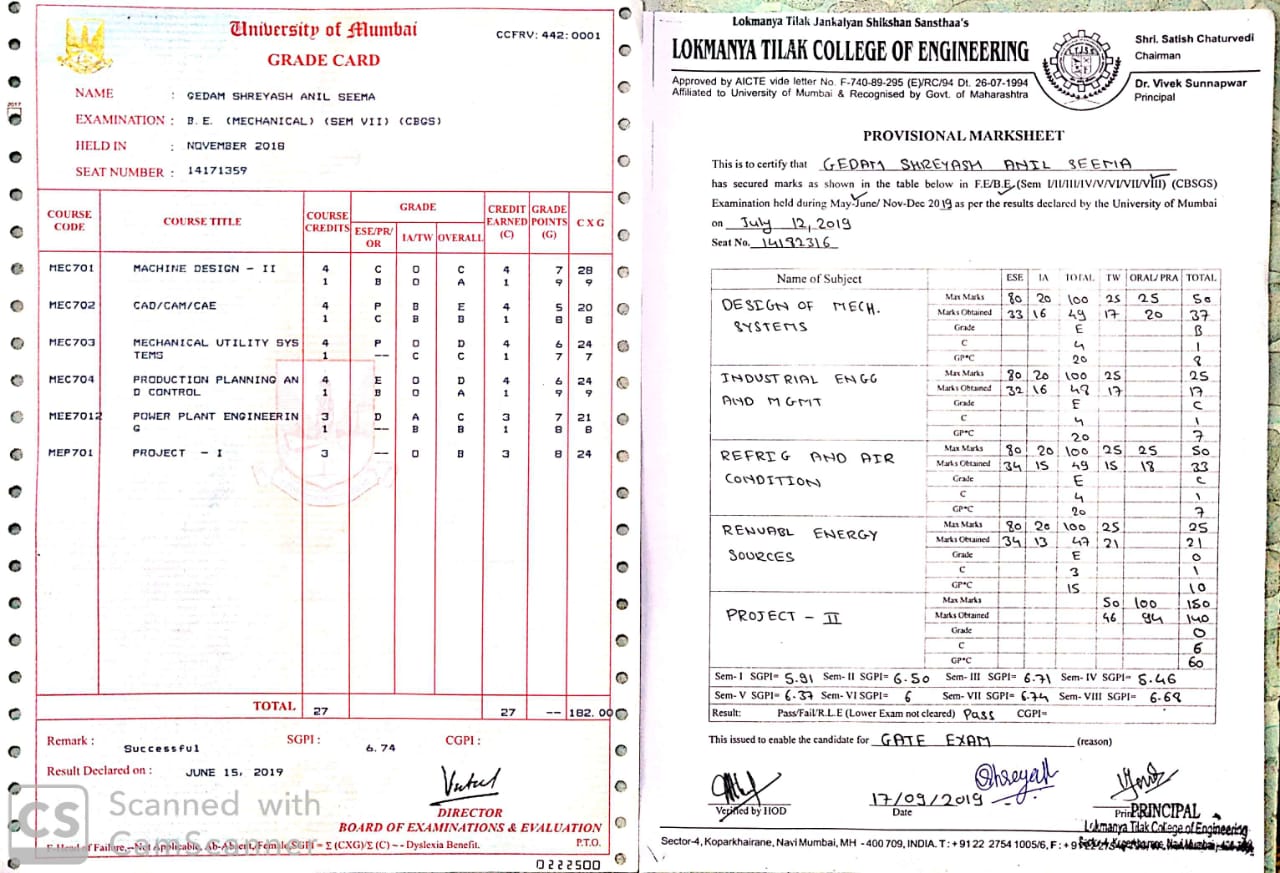 University of Mumbai
CCFRV: 442:0001
GRADE CARD
NAME : GEDAM SHREYASH ANIL SEEMA
EXAMINATION : B.E. (MECHANICAL) (SEM VII) (CBGS)
HELD IN : NOVEMBER 2018
SEAT NUMBER : 14171359
COURSE CODE COURSE TITLE COURSE CREDITS GRADE CREDIT EARNED (C) GRADE POINTS (G) C X G
ESE/PR/OR IA/TW OVERALL
MEC701 MACHINE DESIGN - II 4 C O C 4 7 28
1 B O A 1 9 9
MEC702 CAD/CAM/CAE 4 P B E 4 5 20
1 C B B 1 8 8
MEC703 MECHANICAL UTILITY SYS 4 P O D 4 6 24
TEMS 1 -- C C 1 7 7
MEC704 PRODUCTION PLANNING AN 4 E O D 4 6 24
D CONTROL 1 B O A 1 9 9
MEE7012 POWER PLANT ENGINEERIN 3 D A C 3 7 21
G 1 -- B B 1 8 8
MEP701 PROJECT - I 3 -- O B 3 8 24
TOTAL 27 27 -- 182.00
Remark : Successful SGPI : 6.74 CGPI :
Result Declared on : JUNE 15, 2019
DIRECTOR
BOARD OF EXAMINATIONS & EVALUATION
F-Head of Failure,--Not Applicable, Ab-Absent, Female,SGPI = Σ (CXG)/Σ (C) ~ - Dyslexia Benefit. P.T.O.
0222500
CS Scanned with
CamScanner
Lokmanya Tilak Jankalyan Shikshan Sansthaa's
LOKMANYA TILAK COLLEGE OF ENGINEERING
Approved by AICTE vide letter No. F-740-89-295 (E)/RC/94 Dt. 26-07-1994
Affiliated to University of Mumbai & Recognised by Govt. of Maharashtra
Shri. Satish Chaturvedi
Chairman
Dr. Vivek Sunnapwar
Principal
PROVISIONAL MARKSHEET
This is to certify that GEDAM SHREYASH ANIL SEEMA
has secured marks as shown in the table below in F.E/B.E.(Sem I/II/III/IV/V/VI/VII/VIII) (CBSGS)
Examination held during May-June/ Nov-Dec 2019 as per the results declared by the University of Mumbai
on July 12, 2019
Seat No. 14192316
Name of Subject ESE IA TOTAL TW ORAL/PRA TOTAL
DESIGN OF MECH. SYSTEMS
Max Marks 80 20 100 25 25 50
Marks Obtained 33 16 49 17 20 37
Grade E B
C 4 1
GP*C 20 8
INDUSTRIAL ENGG AND MGMT
Max Marks 80 20 100 25 25
Marks Obtained 32 16 48 17 17
Grade E C
C 4 1
GP*C 20 7
REFRIG AND AIR CONDITION
Max Marks 80 20 100 25 25 50
Marks Obtained 34 15 49 15 18 33
Grade E C
C 4 1
GP*C 20 7
RENUABL ENERGY SOURCES
Max Marks 80 20 100 25 25
Marks Obtained 34 13 47 21 21
Grade E O
C 3 1
GP*C 15 10
PROJECT - II
Max Marks 50 100 150
Marks Obtained 46 94 140
Grade O
C 6
GP*C 60
Sem- I SGPI= 5.91 Sem- II SGPI= 6.50 Sem- III SGPI= 6.71 Sem- IV SGPI= 5.46
Sem- V SGPI= 6.37 Sem- VI SGPI= 6 Sem- VII SGPI= 6.74 Sem- VIII SGPI= 6.68
Result: Pass/Fail/R.L.E (Lower Exam not cleared) Pass CGPI=
This issued to enable the candidate for GATE EXAM (reason)
Shreyash
17/09/2019
Verified by HOD Date PRINCIPAL
Lokmanya Tilak College of Engineering
Sector-4, Koparkhairane, Navi Mumbai, MH - 400 709, INDIA. T : + 91 22 2754 1005/6, F : + 91 22